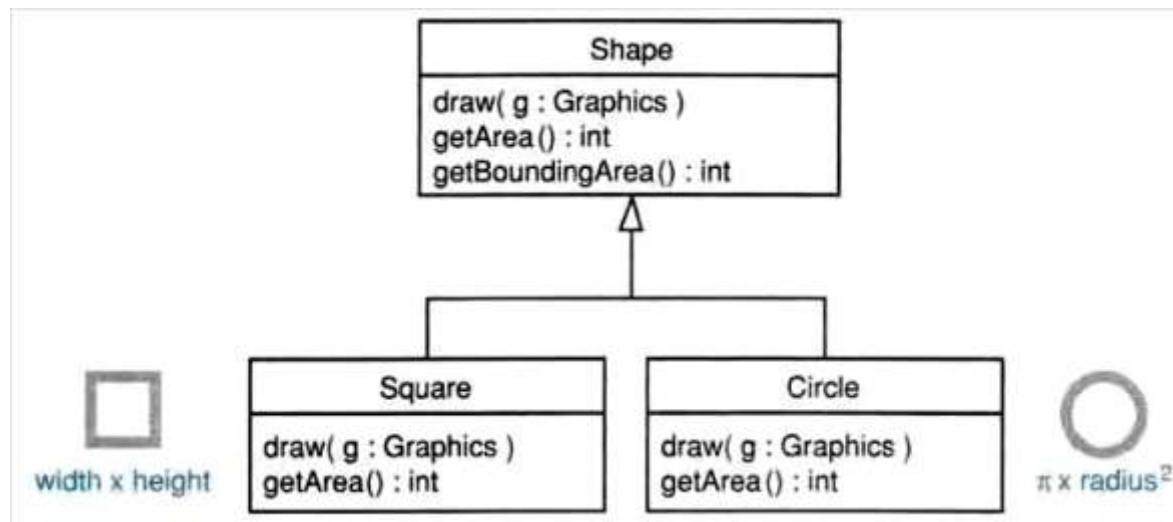 Shape
draw( g : Graphics )
getArea() : int
getBoundingArea() : int
Square
draw( g : Graphics )
getArea() : int
width x height
Circle
draw( g : Graphics )
getArea() : int
π x radius²